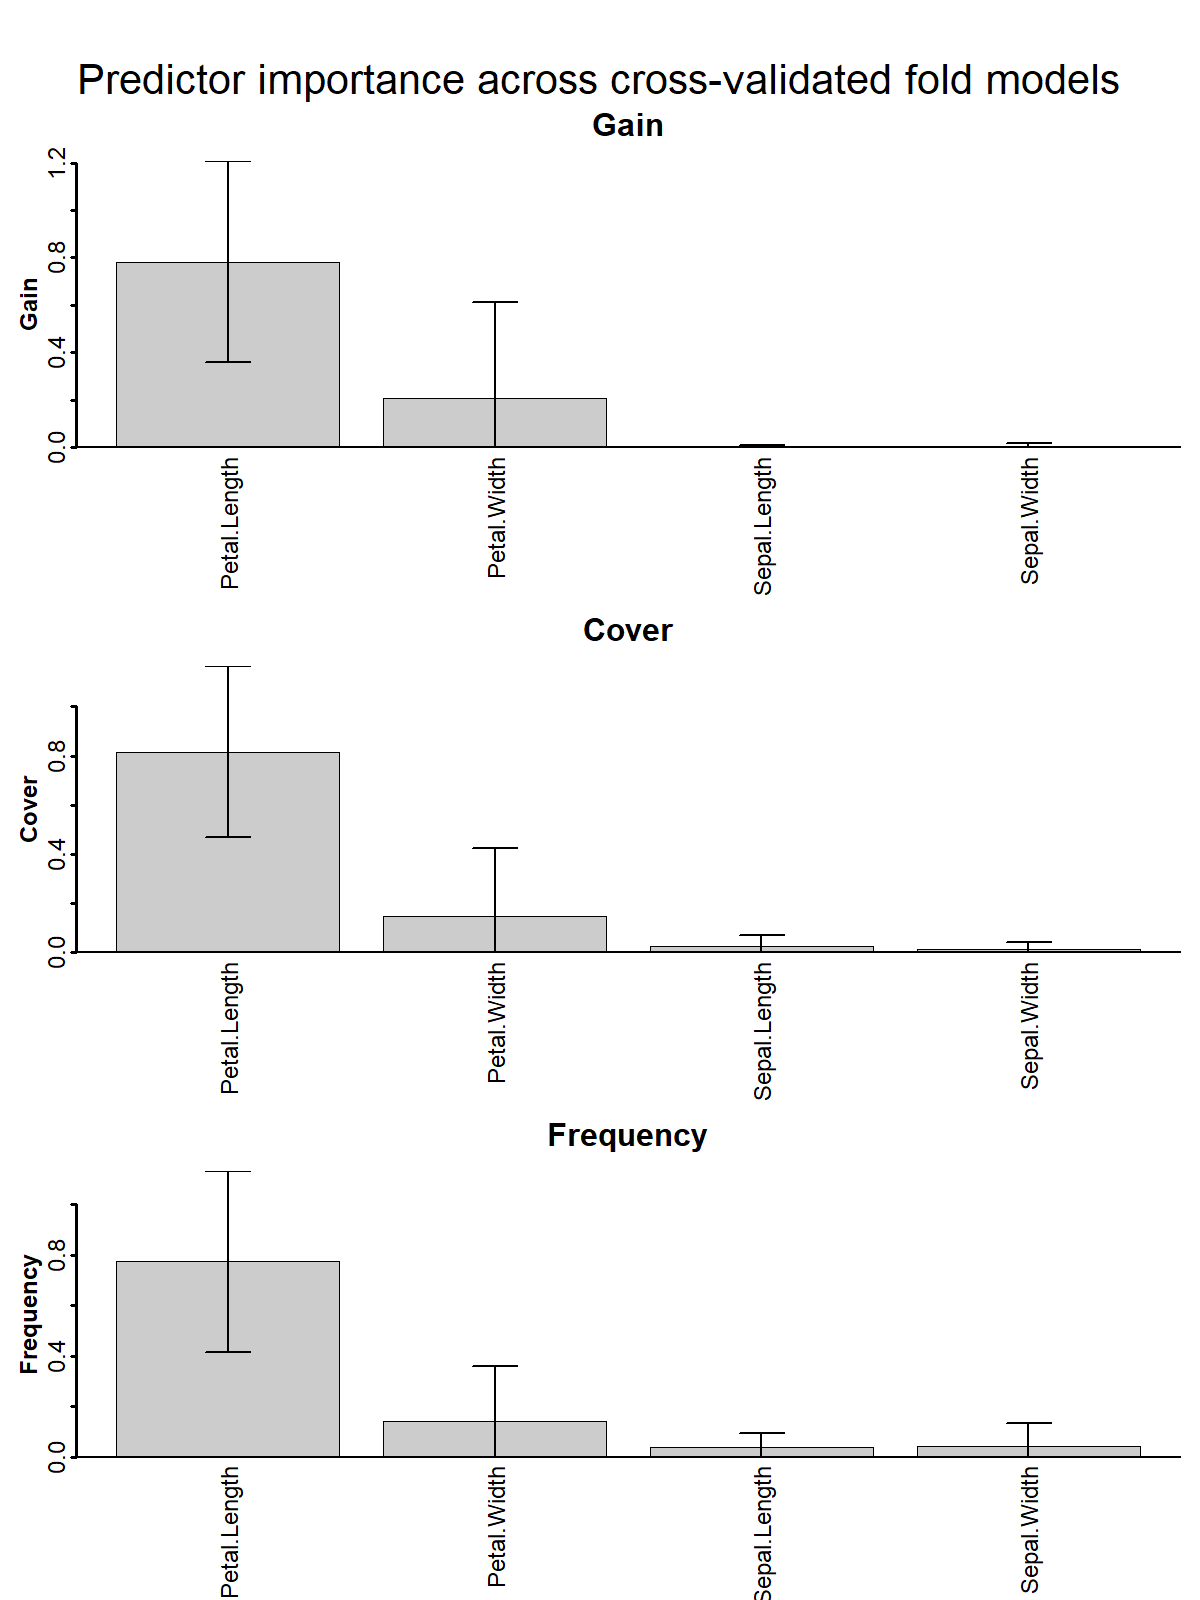 Predictor importance across cross-validated fold models
Gain
Gain
0.0
0.4
0.8
1.2
Petal.Length
Petal.Width
Sepal.Length
Sepal.Width
Cover
Cover
0.0
0.4
0.8
Petal.Length
Petal.Width
Sepal.Length
Sepal.Width
Frequency
Frequency
0.0
0.4
0.8
Petal.Length
Petal.Width
Sepal.Length
Sepal.Width